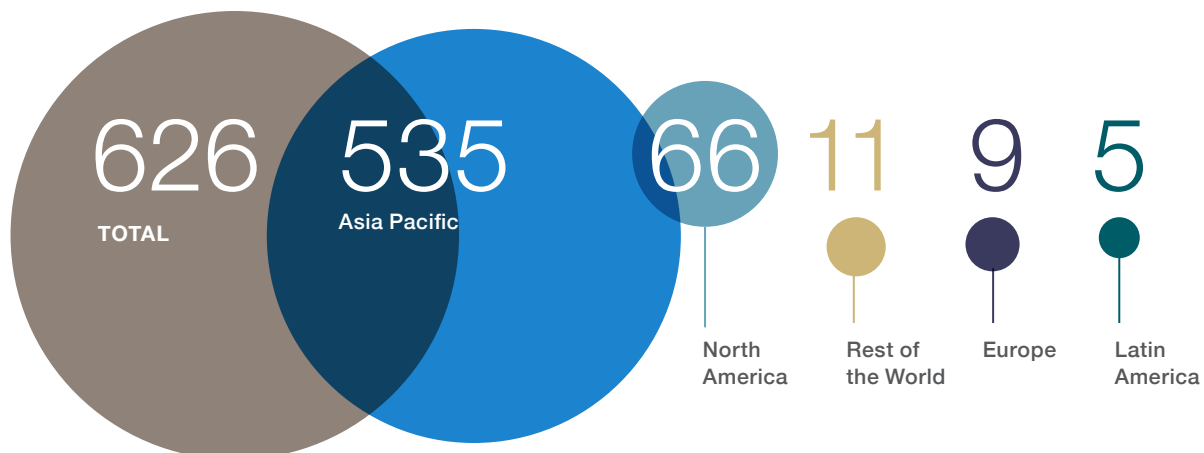 626
TOTAL
535
Asia Pacific
66
North
America
11
Rest of
the World
9
Europe
5
Latin
America